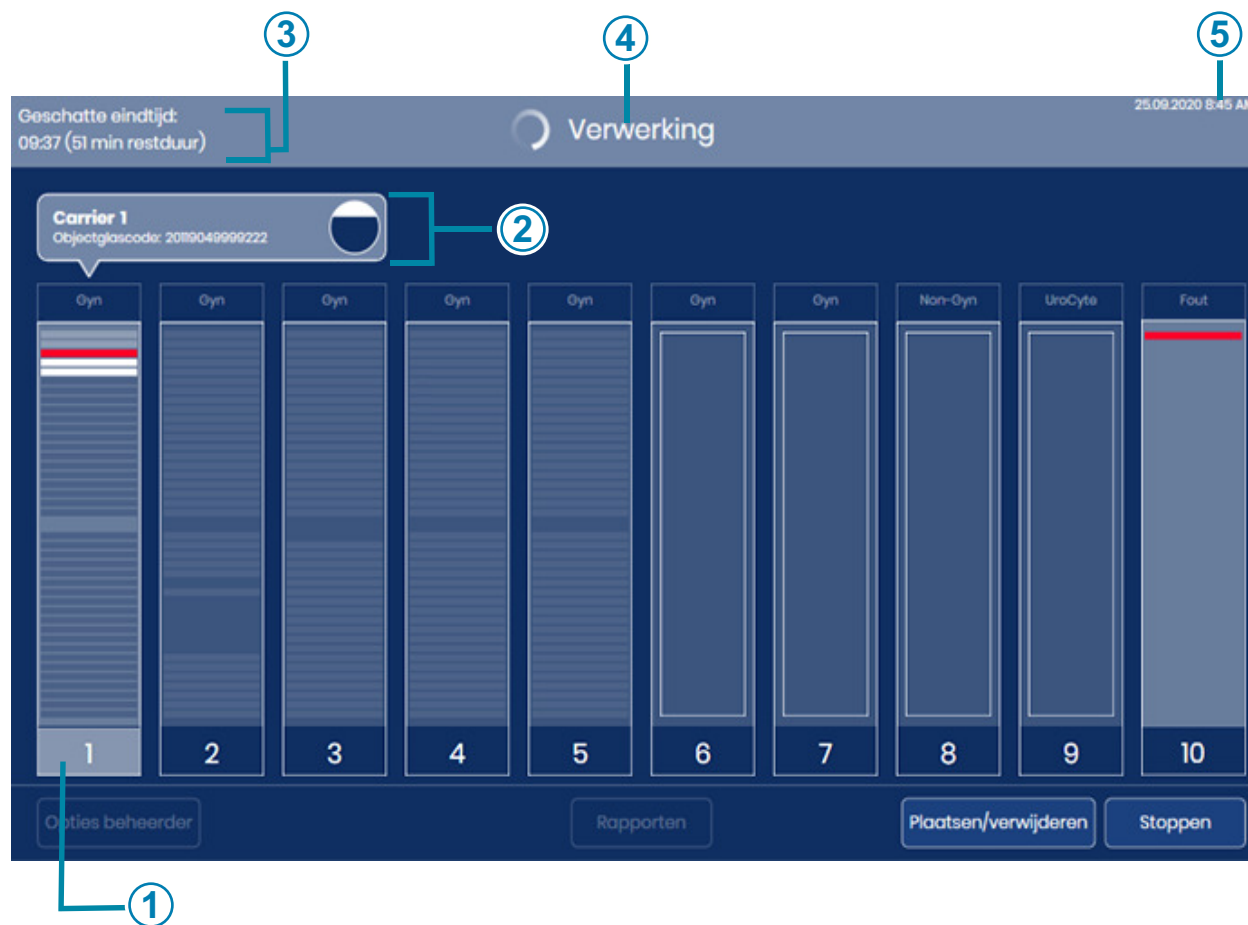 3
4
5
Geschatte eindtijd:
09:37 (51 min restduur)
Verwerking
25.09.2020 8:45 AM
Carrier 1
Objectglascode: 20119049999222
2
Gyn Gyn Gyn Gyn Gyn Gyn Gyn Non-Gyn UroCyte Fout
1 2 3 4 5 6 7 8 9 10
Opties beheerder Rapporten Plaatsen/verwijderen Stoppen
1